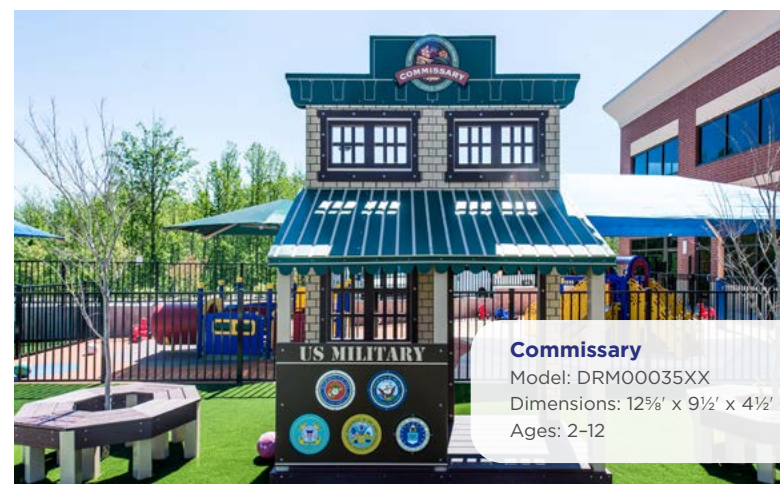 COMMISSARY
US MILITARY
Commissary
Model: DRM00035XX
Dimensions: 12⅝' x 9½' x 4½'
Ages: 2–12